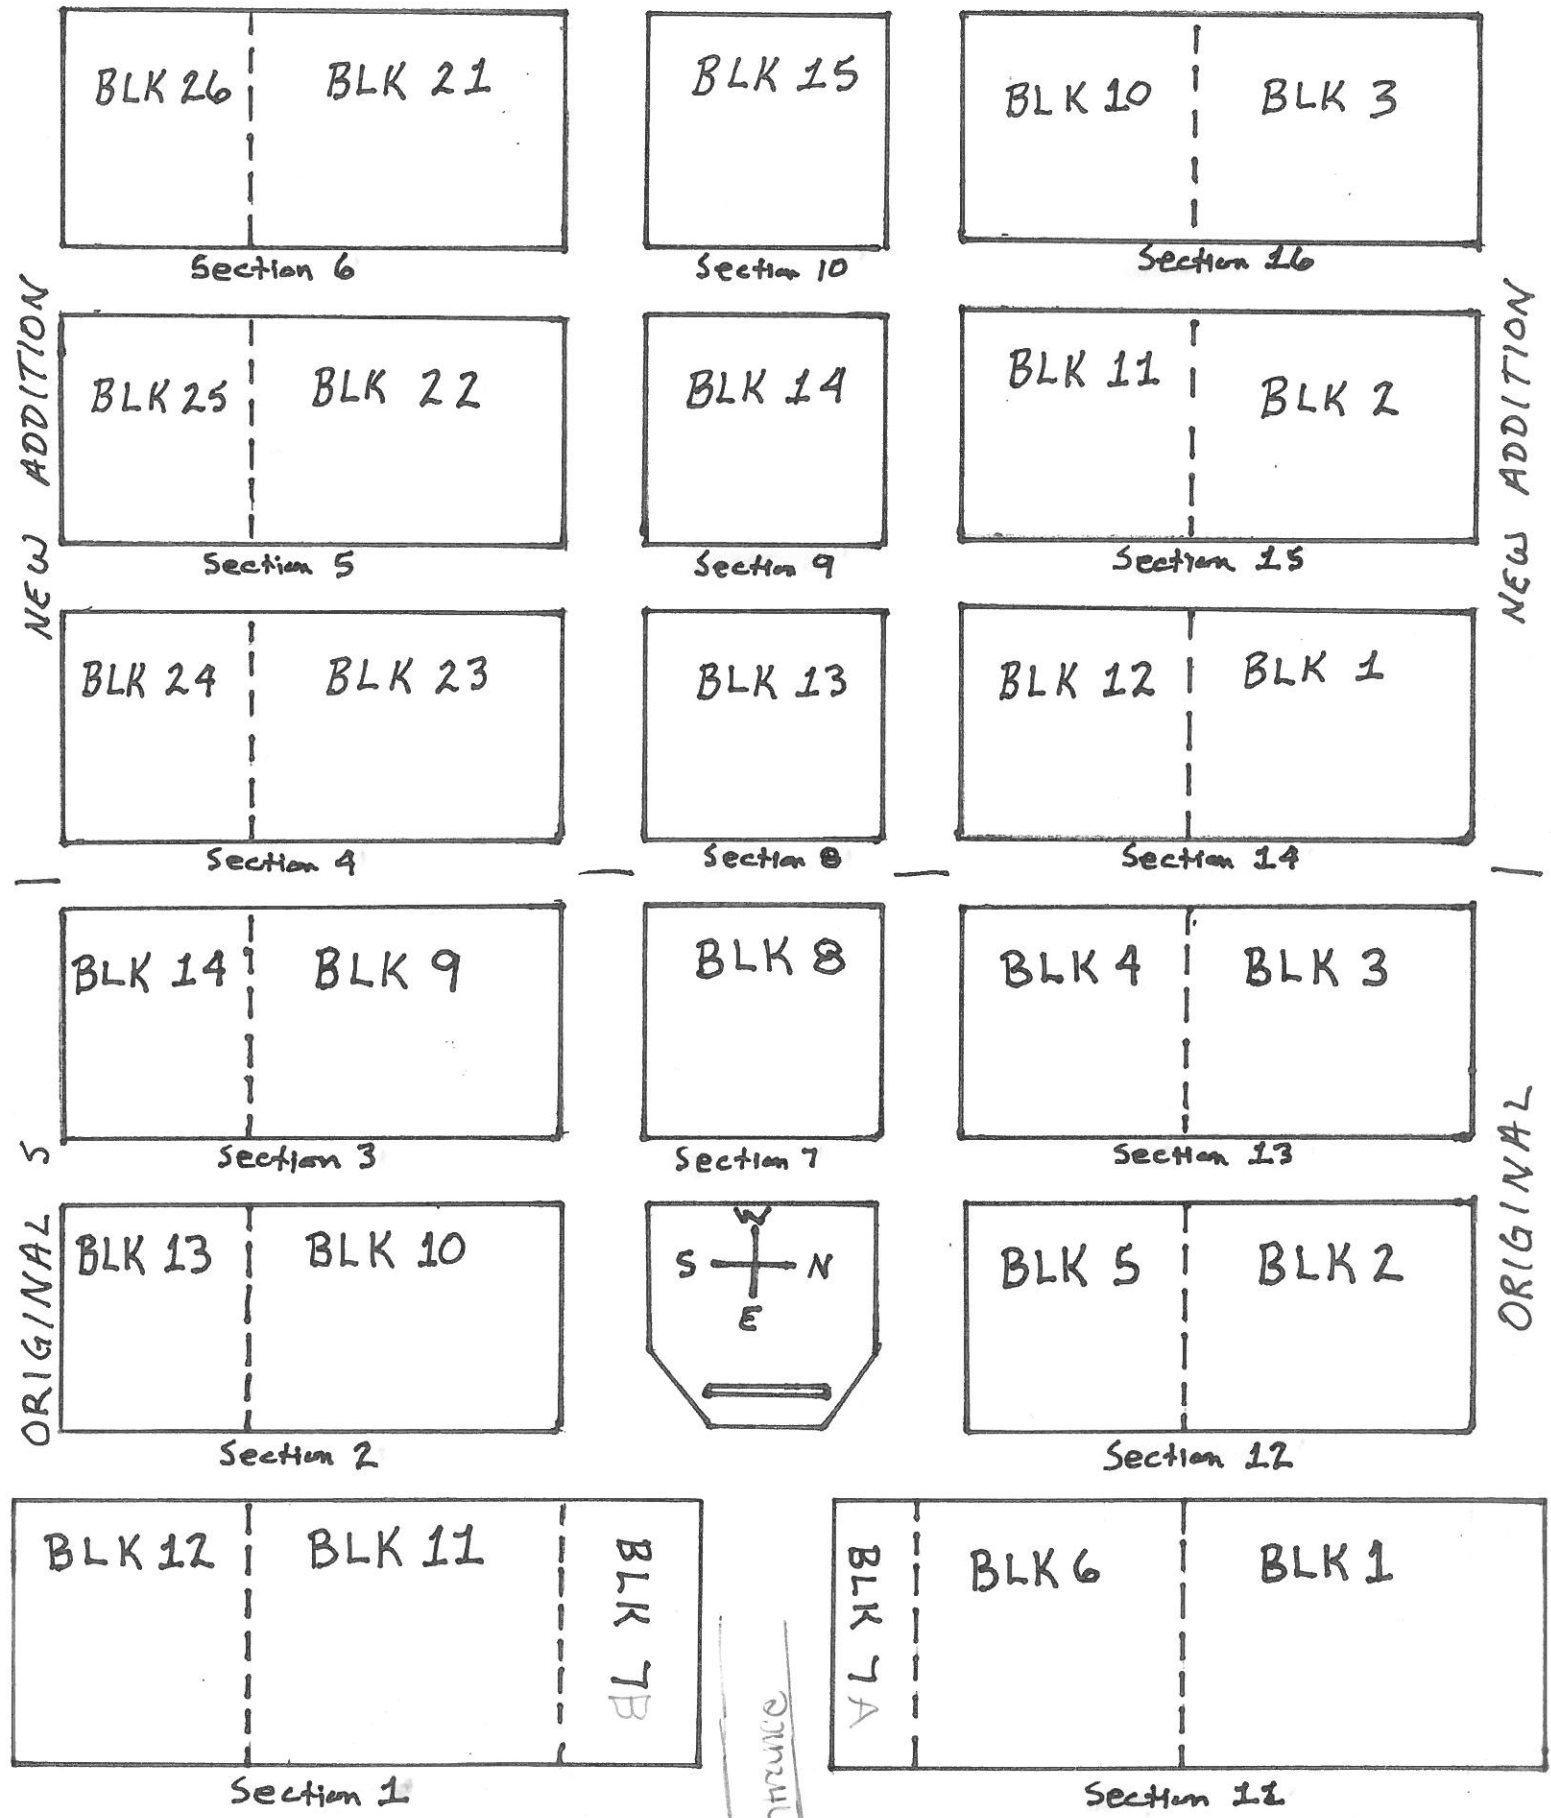 BLK 26 BLK 21 BLK 15 BLK 10 BLK 3
Section 6 Section 10 Section 16
NEW ADDITION
NEW ADDITION
BLK 25 BLK 22 BLK 14 BLK 11 BLK 2
Section 5 Section 9 Section 15
BLK 24 BLK 23 BLK 13 BLK 12 BLK 1
Section 4 Section 8 Section 14
BLK 14 BLK 9 BLK 8 BLK 4 BLK 3
Section 3 Section 7 Section 13
ORIGINAL S
ORIGINAL
BLK 13 BLK 10 BLK 5 BLK 2
W
S N
E
Section 2 Section 12
BLK 12 BLK 11 BLK 7B BLK 7A BLK 6 BLK 1
Section 1 Section 11